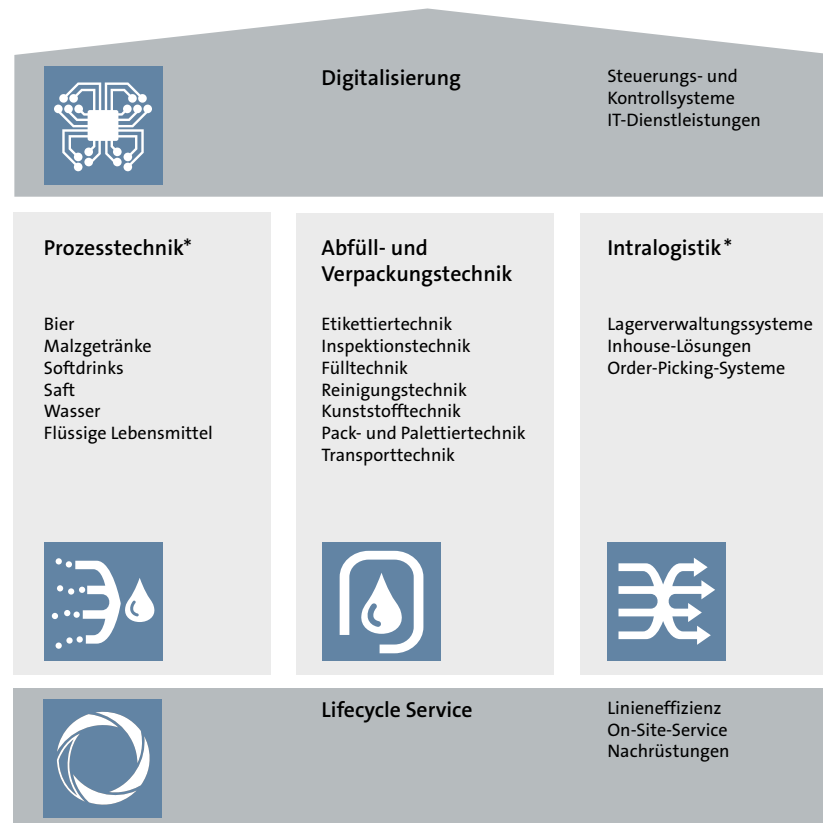 Digitalisierung
Steuerungs- und
Kontrollsysteme
IT-Dienstleistungen
Prozesstechnik*
Bier
Malzgetränke
Softdrinks
Saft
Wasser
Flüssige Lebensmittel
Abfüll- und
Verpackungstechnik
Etikettiertechnik
Inspektionstechnik
Fülltechnik
Reinigungstechnik
Kunststofftechnik
Pack- und Palettiertechnik
Transporttechnik
Intralogistik*
Lagerverwaltungssysteme
Inhouse-Lösungen
Order-Picking-Systeme
Lifecycle Service
Linieneffizienz
On-Site-Service
Nachrüstungen